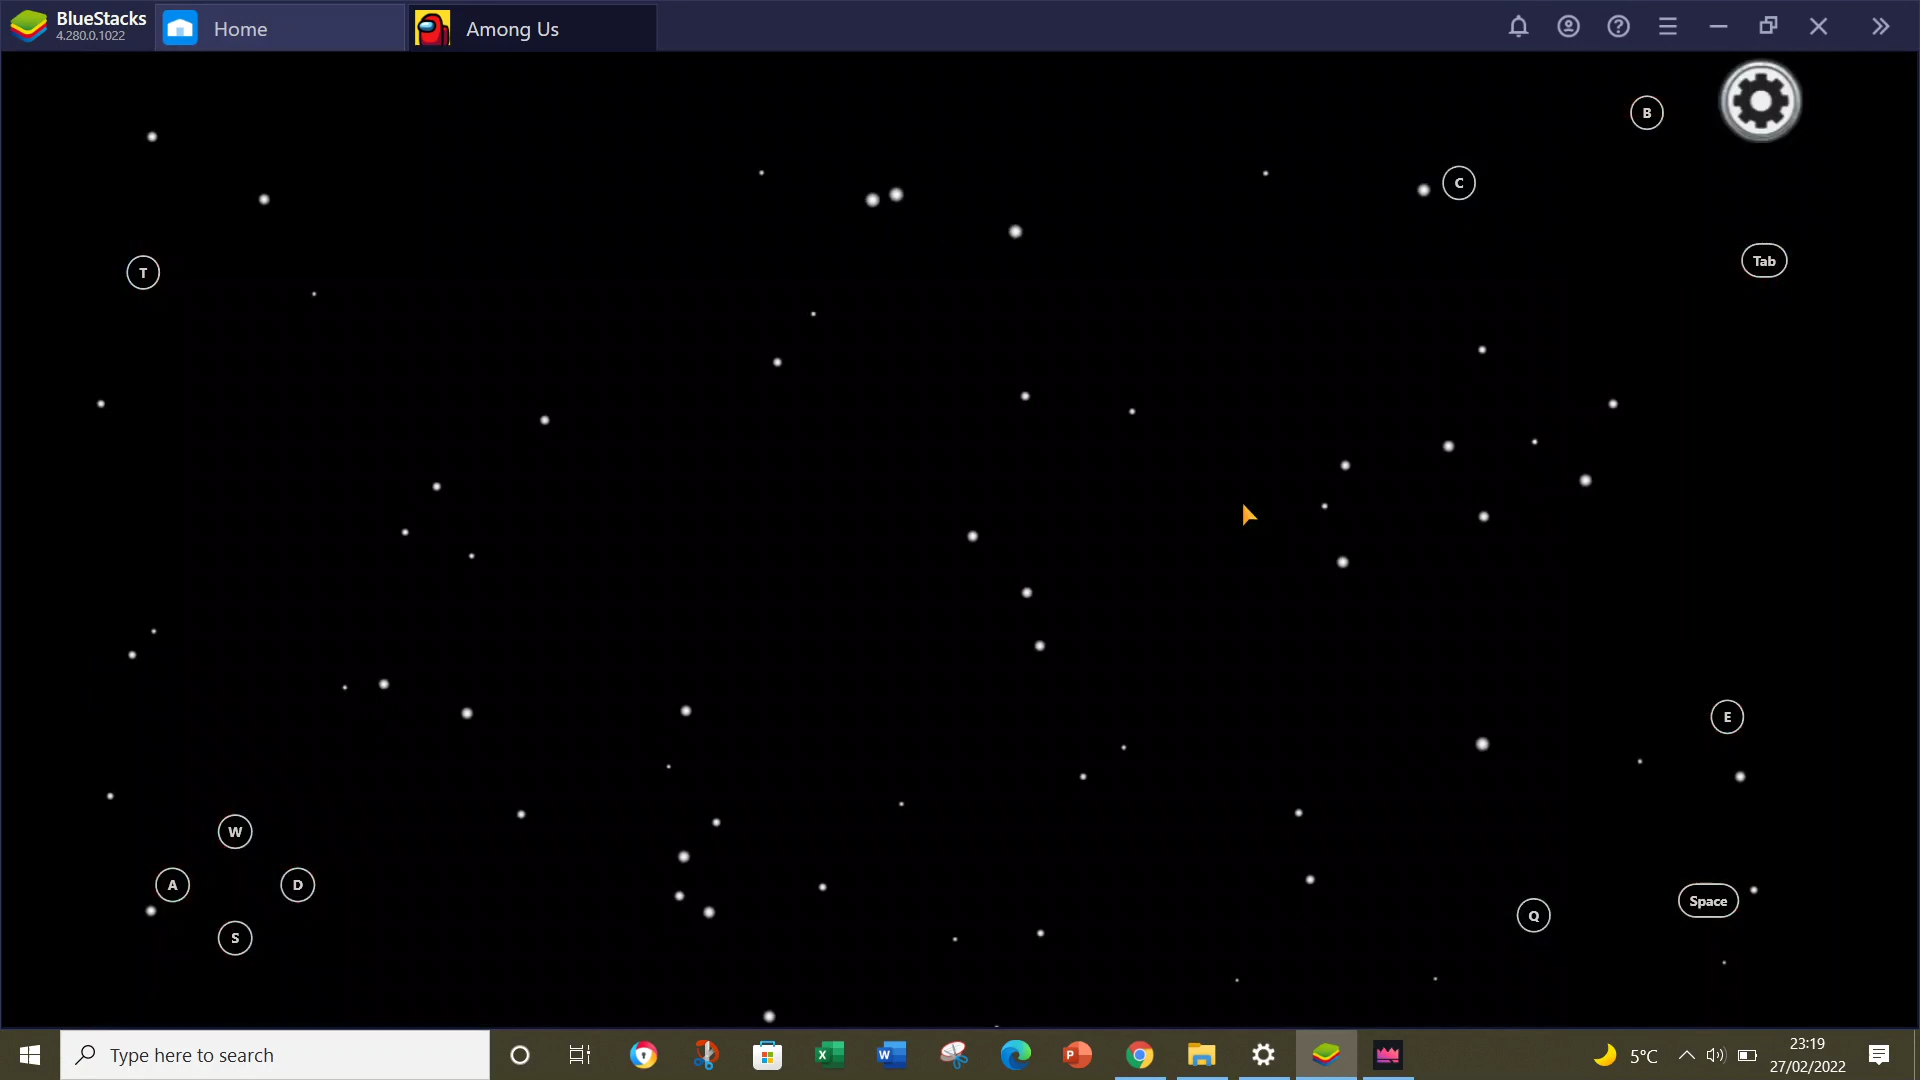 BlueStacks
4.280.0.1022
Home
Among Us
B
C
T
Tab
E
W
A
D
S
Q
Space
Type here to search
5°C
23:19
27/02/2022